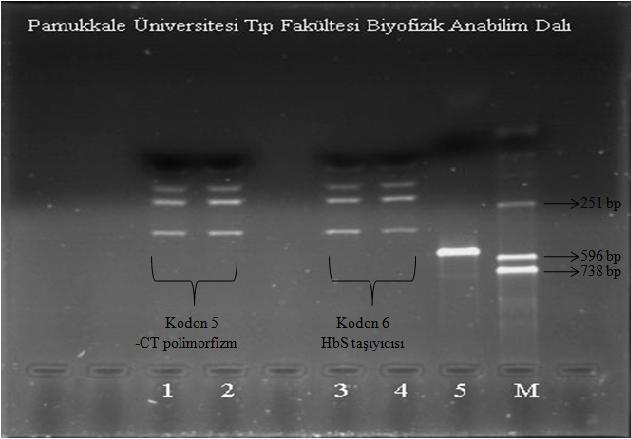 Pamukkale Üniversitesi Tıp Fakültesi Biyofizik Anabilim Dalı
251 bp
596 bp
738 bp
Kodon 5
-CT polimorfizm
Kodon 6
HbS taşıyıcısı
1 2 3 4 5 M